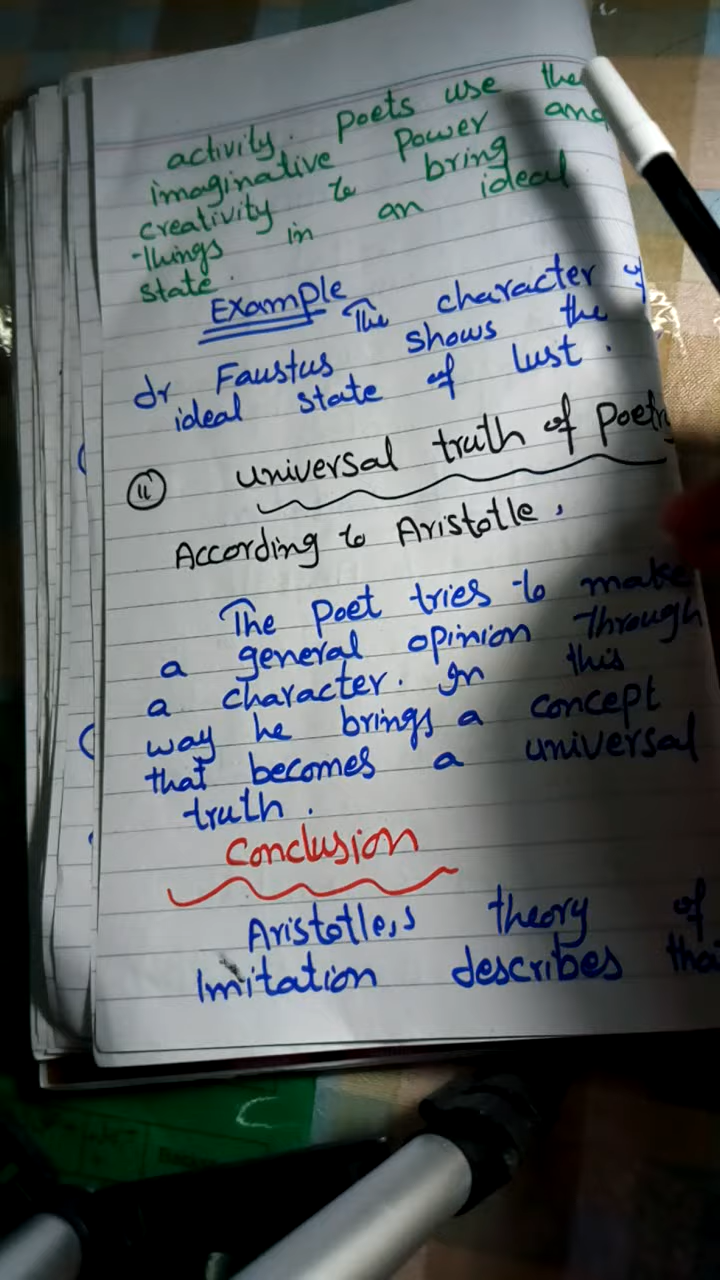 activity. Poets use the
imaginative Power and
creativity to bring
things in an ideal
state.
Example
The character of
dr Faustus shows the
ideal state of lust.
(ii) universal truth of Poetry
According to Aristotle,
The Poet tries to make
a general opinion through
a character. In this
way he brings a concept
that becomes a universal
truth.
Conclusion
Aristotle,s theory of
Imitation describes that